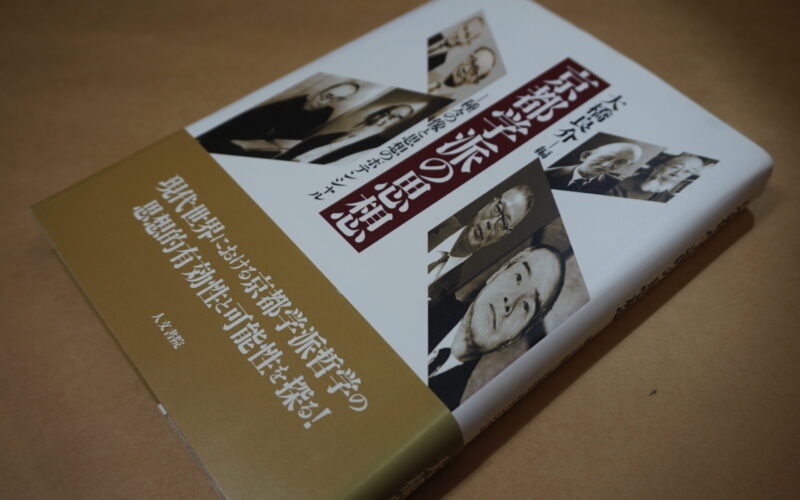 大橋良介─編
京都学派の思想
─種々の像と思想のポテンシャル
現代世界における京都学派哲学の
思想的有効性と可能性を探る!
人文書院